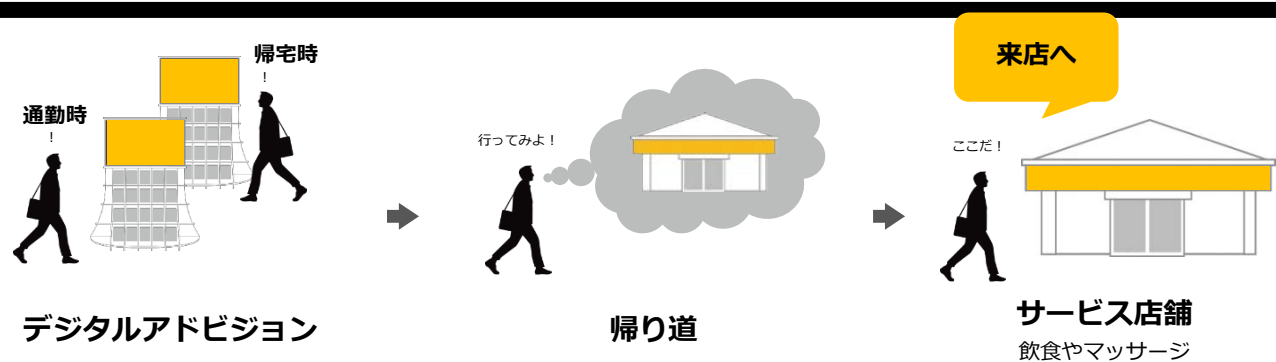 帰宅時
!
通勤時
!
デジタルアドビジョン
行ってみよ!
帰り道
来店へ
ここだ!
サービス店舗
飲食やマッサージ